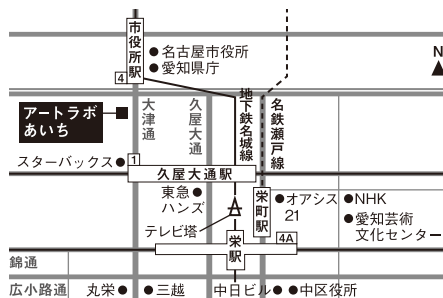 市役所駅
●名古屋市役所
●愛知県庁
N
4
アートラボ
あいち
大津通
久屋大通
地下鉄名城線
名鉄瀬戸線
スターバックス●
1
久屋大通駅
東急●
ハンズ
テレビ塔
栄町駅
●オアシス
21
●NHK
●愛知芸術
文化センター
栄駅
4A
錦通
広小路通
丸栄●
●三越
中日ビル●
●中区役所